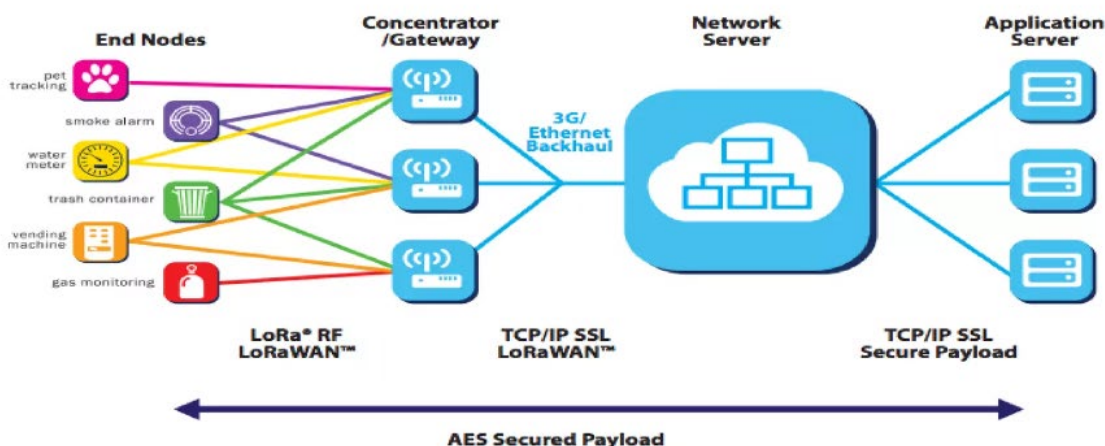 End Nodes
Concentrator
/Gateway
Network
Server
Application
Server
pet
tracking
smoke alarm
water
meter
trash container
vending
machine
gas monitoring
3G/
Ethernet
Backhaul
LoRa® RF
LoRaWAN™
TCP/IP SSL
LoRaWAN™
TCP/IP SSL
Secure Payload
AES Secured Payload